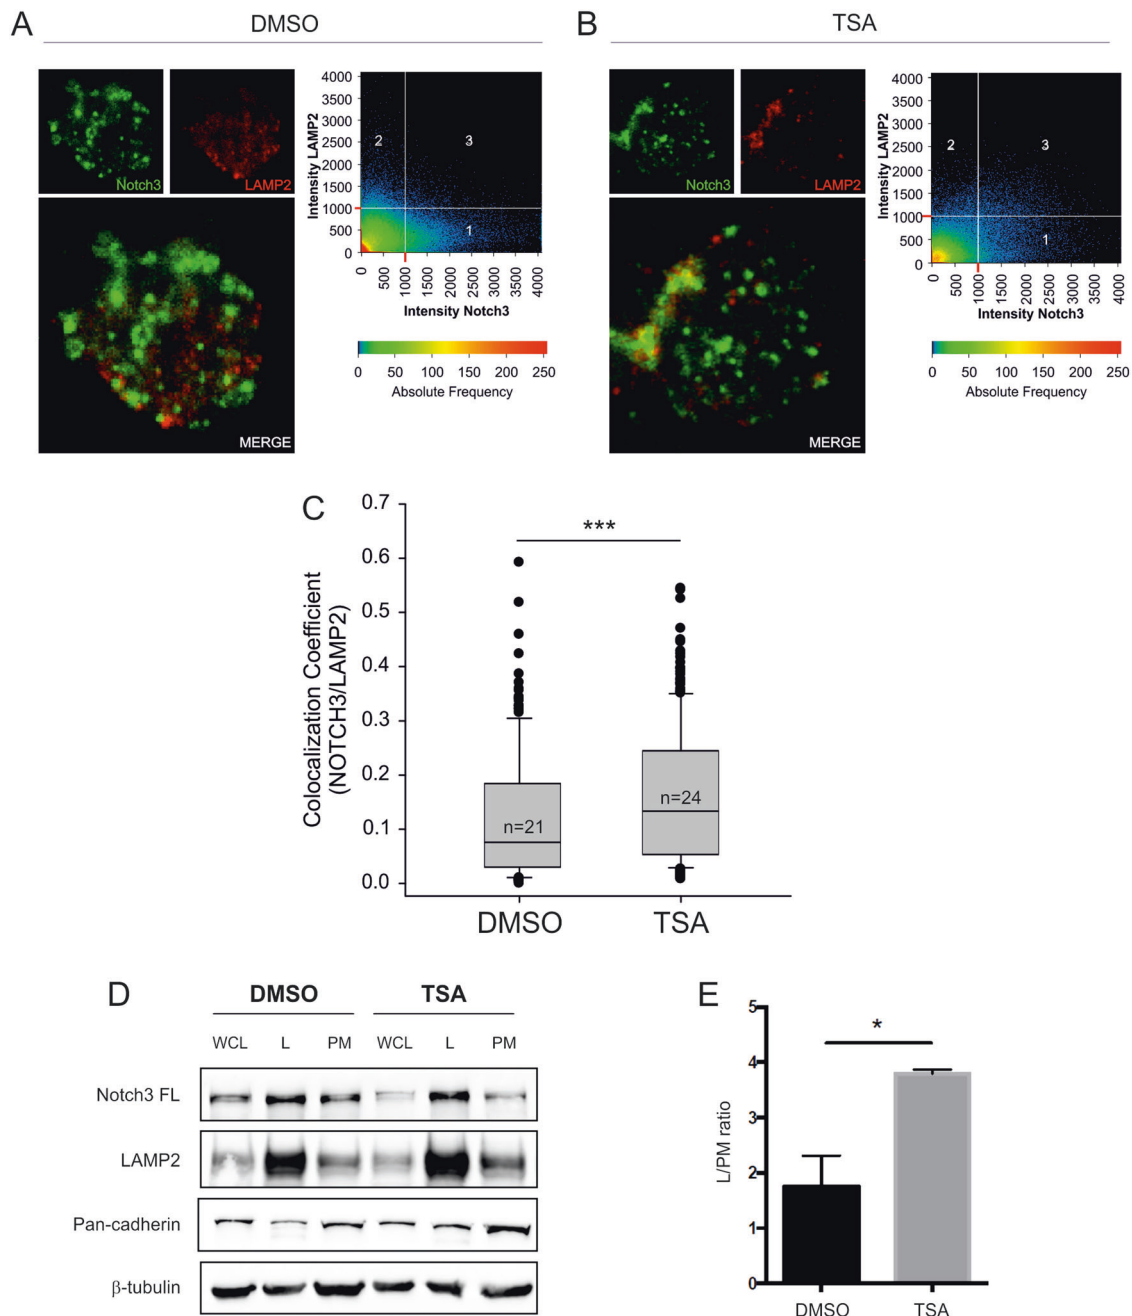 A
DMSO
B
TSA
Notch3
LAMP2
MERGE
Intensity LAMP2
4000
3500
3000
2500
2000
1500
1000
500
0
2
3
1
0
500
1000
1500
2000
2500
3000
3500
4000
Intensity Notch3
0 50 100 150 200 250
Absolute Frequency
Notch3
LAMP2
MERGE
Intensity LAMP2
4000
3500
3000
2500
2000
1500
1000
500
0
2
3
1
0
500
1000
1500
2000
2500
3000
3500
4000
Intensity Notch3
0 50 100 150 200 250
Absolute Frequency
C
Colocalization Coefficient
(NOTCH3/LAMP2)
0.7
0.6
0.5
0.4
0.3
0.2
0.1
0.0
***
n=21
n=24
DMSO TSA
D
DMSO TSA
WCL L PM WCL L PM
Notch3 FL
LAMP2
Pan-cadherin
β-tubulin
E
L/PM ratio
5
4
3
2
1
0
*
DMSO TSA